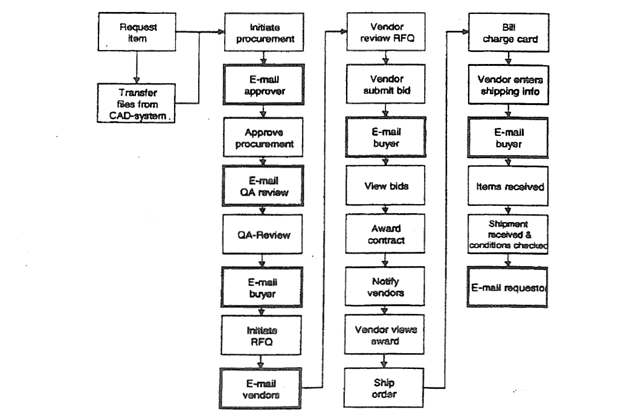 Request
item
Transfer
files from
CAD-system.
Initiate
procurement
E-mail
approver
Approve
procurement
E-mail
QA review
QA-Review
E-mail
buyer
Initiate
RFQ
E-mail
vendors
Vendor
review RFQ
Vendor
submit bid
E-mail
buyer
View bids
Award
contract
Notify
vendors
Vendor views
award
Ship
order
Bill
charge card
Vendor enters
shipping info
E-mail
buyer
Items received
Shipment
received &
conditions checked
E-mail requestor